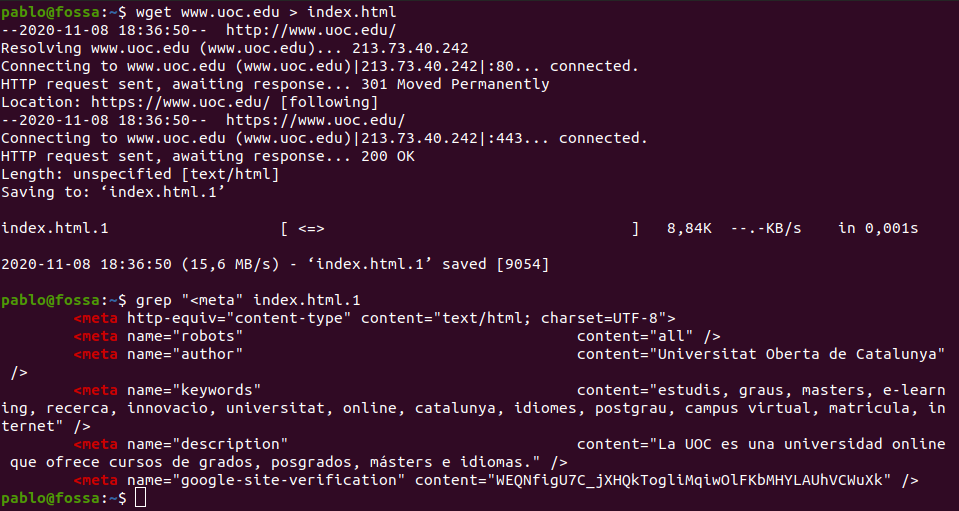 pablo@fossa:~$ wget www.uoc.edu > index.html
--2020-11-08 18:36:50--  http://www.uoc.edu/
Resolving www.uoc.edu (www.uoc.edu)... 213.73.40.242
Connecting to www.uoc.edu (www.uoc.edu)|213.73.40.242|:80... connected.
HTTP request sent, awaiting response... 301 Moved Permanently
Location: https://www.uoc.edu/ [following]
--2020-11-08 18:36:50--  https://www.uoc.edu/
Connecting to www.uoc.edu (www.uoc.edu)|213.73.40.242|:443... connected.
HTTP request sent, awaiting response... 200 OK
Length: unspecified [text/html]
Saving to: ‘index.html.1’
index.html.1                   [ <=>                                  ]   8,84K  --.-KB/s    in 0,001s
2020-11-08 18:36:50 (15,6 MB/s) - ‘index.html.1’ saved [9054]
pablo@fossa:~$ grep "<meta" index.html.1
        <meta http-equiv="content-type" content="text/html; charset=UTF-8">
        <meta name="robots"                                     content="all" />
        <meta name="author"                                     content="Universitat Oberta de Catalunya"
 />
        <meta name="keywords"                                   content="estudis, graus, masters, e-learn
ing, recerca, innovacio, universitat, online, catalunya, idiomes, postgrau, campus virtual, matricula, in
ternet" />
        <meta name="description"                                content="La UOC es una universidad online
 que ofrece cursos de grados, posgrados, másters e idiomas." />
        <meta name="google-site-verification" content="WEQNfigU7C_jXHQkTogliMqiwOlFKbMHYLAUhVCWuXk" />
pablo@fossa:~$